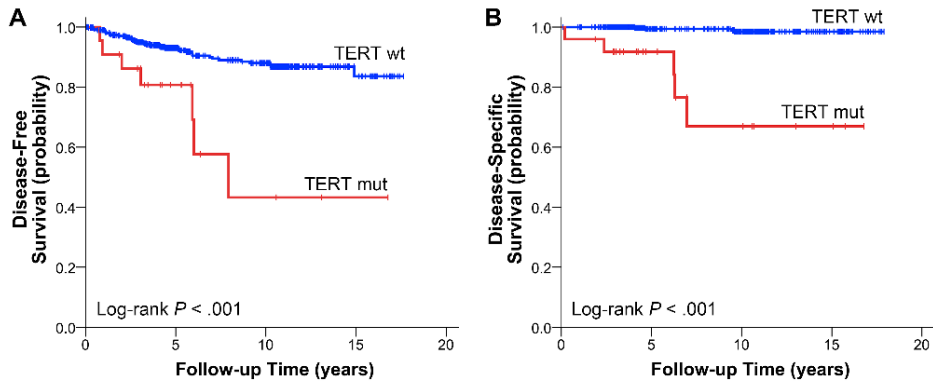 A
Disease-Free
Survival (probability)
1.0
0.8
0.6
0.4
0.2
0.0
TERT wt
TERT mut
Log-rank P < .001
0 5 10 15 20
Follow-up Time (years)
B
Disease-Specific
Survival (probability)
1.0
0.8
0.6
0.4
0.2
0.0
TERT wt
TERT mut
Log-rank P < .001
0 5 10 15 20
Follow-up Time (years)